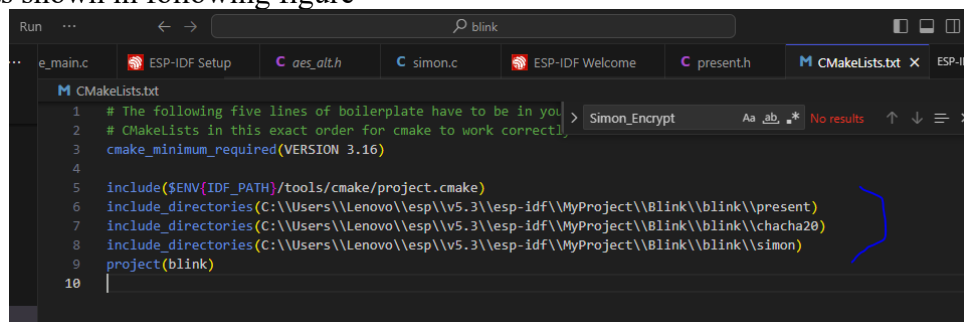 s shown in following figure
Run ... ← → blink
e_main.c ESP-IDF Setup C aes_alt.h C simon.c ESP-IDF Welcome C present.h M CMakeLists.txt × ESP-I
M CMakeLists.txt
> Simon_Encrypt Aa ab .* No results ↑ ↓
1 # The following five lines of boilerplate have to be in you
2 # CMakeLists in this exact order for cmake to work correctl
3 cmake_minimum_required(VERSION 3.16)
4
5 include($ENV{IDF_PATH}/tools/cmake/project.cmake)
6 include_directories(C:\\Users\\Lenovo\\esp\\v5.3\\esp-idf\\MyProject\\Blink\\blink\\present)
7 include_directories(C:\\Users\\Lenovo\\esp\\v5.3\\esp-idf\\MyProject\\Blink\\blink\\chacha20)
8 include_directories(C:\\Users\\Lenovo\\esp\\v5.3\\esp-idf\\MyProject\\Blink\\blink\\simon)
9 project(blink)
10